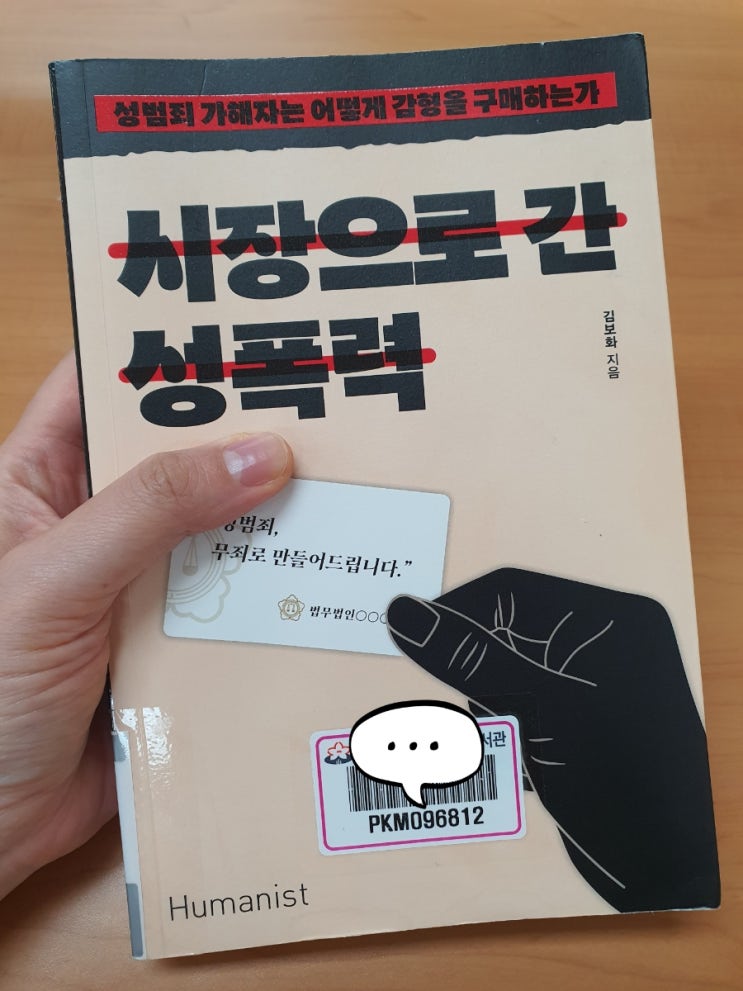 성범죄 가해자는 어떻게 감형을 구매하는가
시장으로 간
성폭력
김보화 지음
범죄,
무죄로 만들어드립니다.”
법무법인○○
서관
PKM096812
Humanist